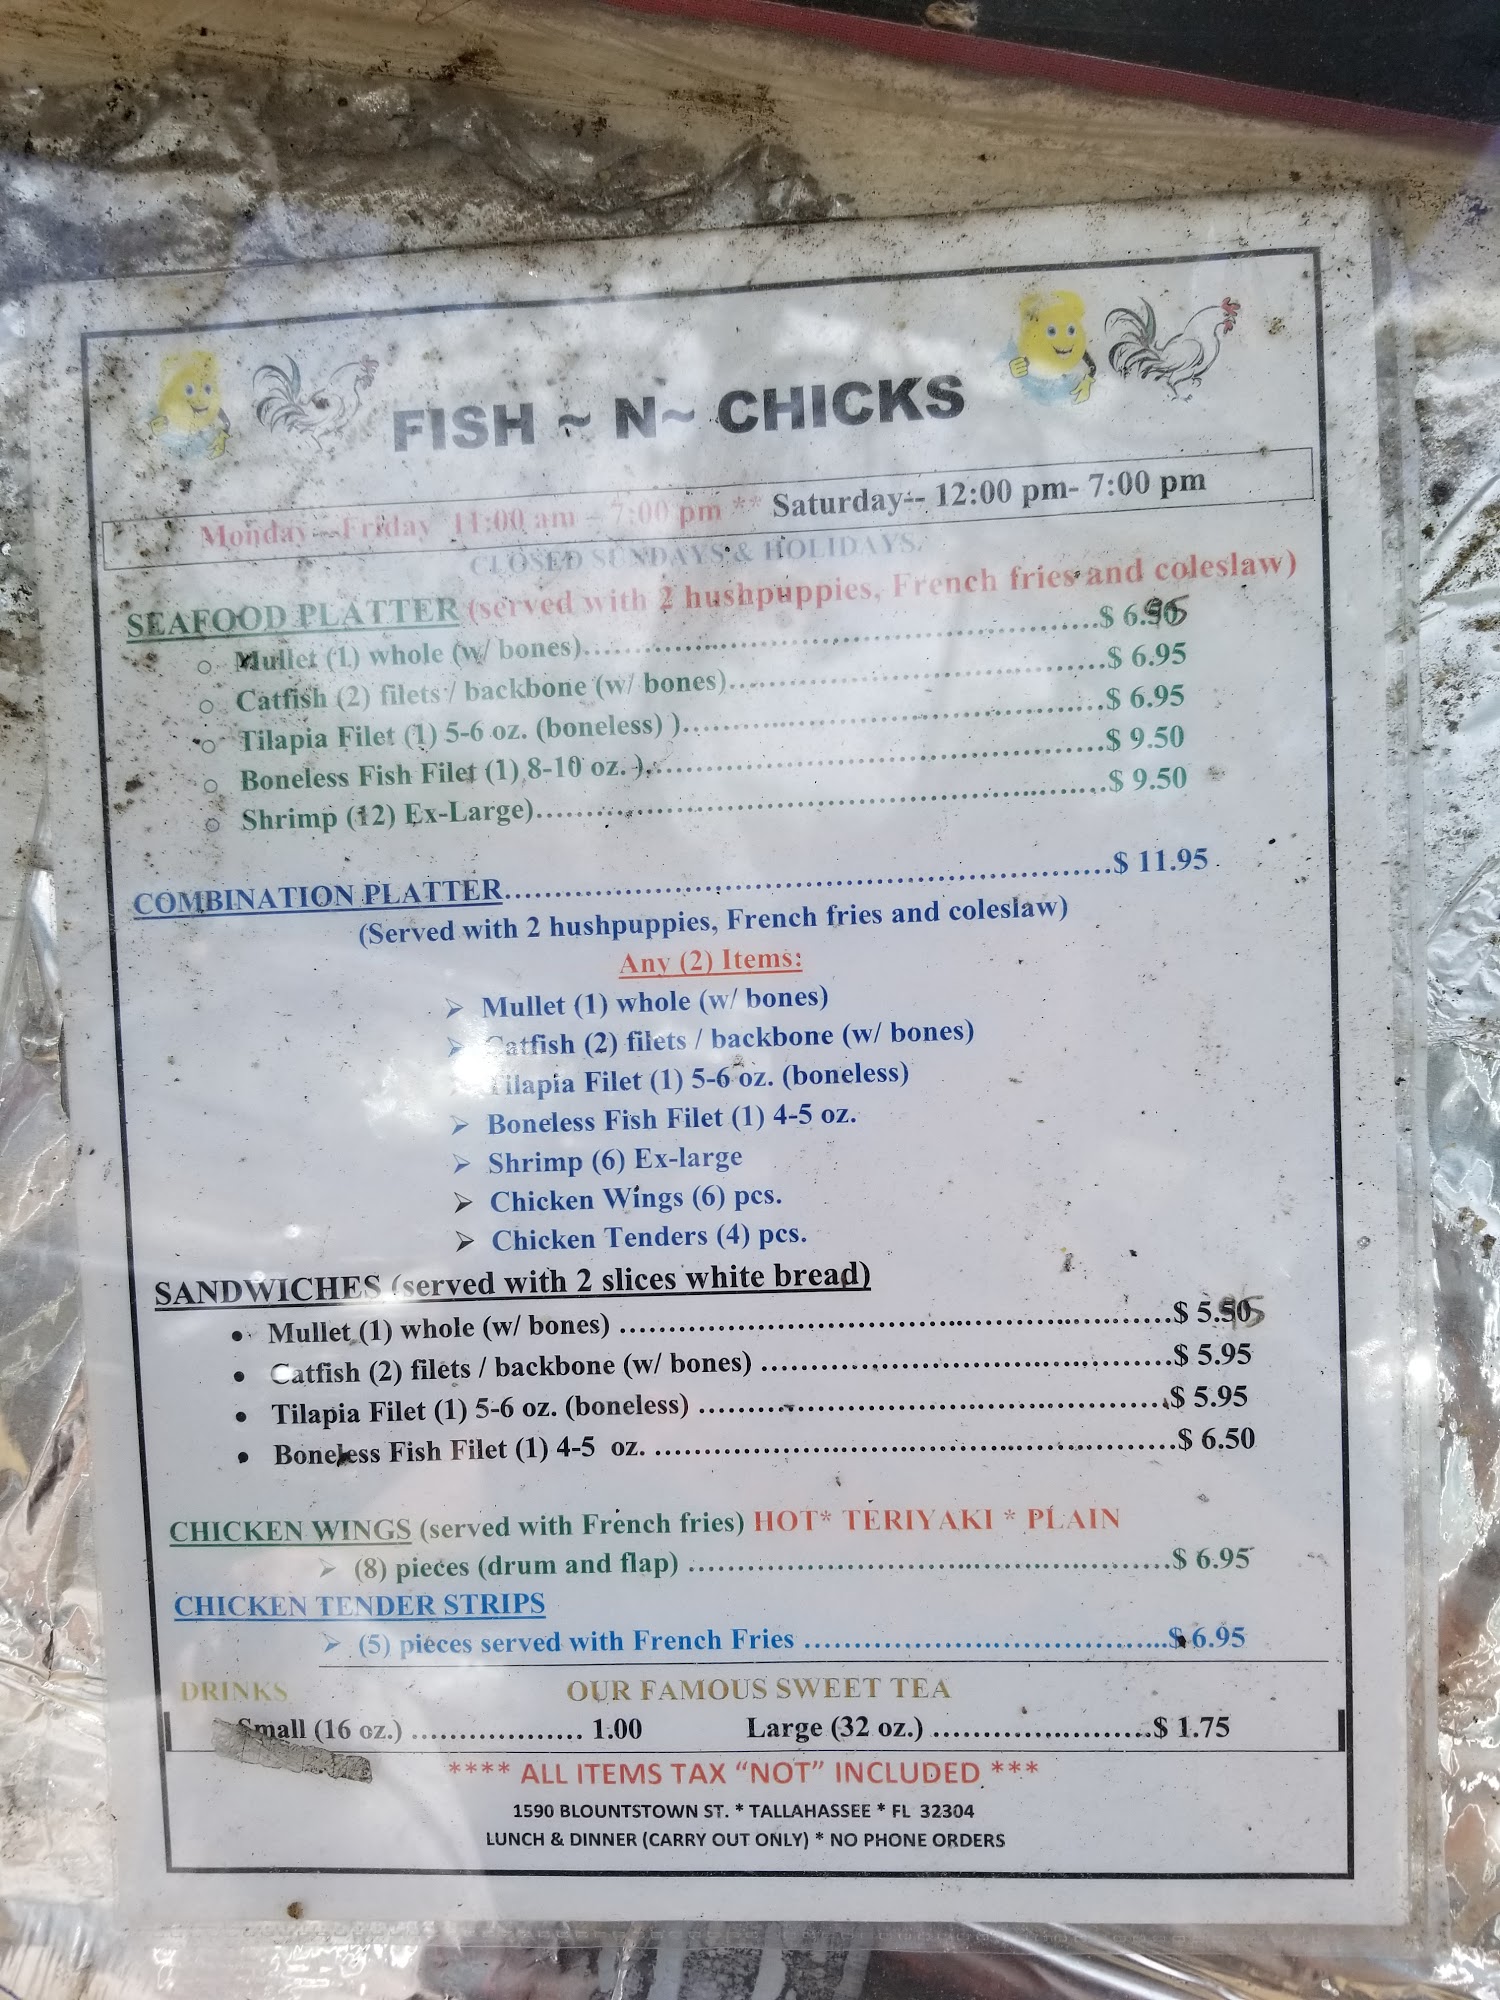 FISH ~ N~ CHICKS
Monday---Friday 11:00 am – 7:00 pm ** Saturday-- 12:00 pm- 7:00 pm
CLOSED SUNDAYS & HOLIDAYS.
SEAFOOD PLATTER (served with 2 hushpuppies, French fries and coleslaw)
Mullet (1) whole (w/ bones)..........$ 6.95
Catfish (2) filets / backbone (w/ bones)..........$ 6.95
Tilapia Filet (1) 5-6 oz. (boneless) )..........$ 6.95
Boneless Fish Filet (1) 8-10 oz. )..........$ 9.50
Shrimp (12) Ex-Large)..........$ 9.50
COMBINATION PLATTER..........$ 11.95
(Served with 2 hushpuppies, French fries and coleslaw)
Any (2) Items:
➢ Mullet (1) whole (w/ bones)
➢ Catfish (2) filets / backbone (w/ bones)
➢ Tilapia Filet (1) 5-6 oz. (boneless)
➢ Boneless Fish Filet (1) 4-5 oz.
➢ Shrimp (6) Ex-large
➢ Chicken Wings (6) pcs.
➢ Chicken Tenders (4) pcs.
SANDWICHES (served with 2 slices white bread)
• Mullet (1) whole (w/ bones) ..........$ 5.95
• Catfish (2) filets / backbone (w/ bones) ..........$ 5.95
• Tilapia Filet (1) 5-6 oz. (boneless) ..........$ 5.95
• Boneless Fish Filet (1) 4-5 oz. ..........$ 6.50
CHICKEN WINGS (served with French fries) HOT* TERIYAKI * PLAIN
➢ (8) pieces (drum and flap) ..........$ 6.95
CHICKEN TENDER STRIPS
➢ (5) pieces served with French Fries ..........$ 6.95
DRINKS OUR FAMOUS SWEET TEA
Small (16 oz.) .......... 1.00 Large (32 oz.) ..........$ 1.75
**** ALL ITEMS TAX “NOT” INCLUDED ***
1590 BLOUNTSTOWN ST. * TALLAHASSEE * FL 32304
LUNCH & DINNER (CARRY OUT ONLY) * NO PHONE ORDERS